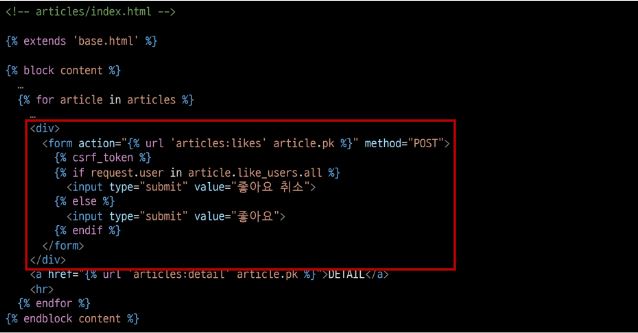 <!-- articles/index.html -->
{% extends 'base.html' %}
{% block content %}
…
{% for article in articles %}
…
<div>
<form action="{% url 'articles:likes' article.pk %}" method="POST">
{% csrf_token %}
{% if request.user in article.like_users.all %}
<input type="submit" value="좋아요 취소">
{% else %}
<input type="submit" value="좋아요">
{% endif %}
</form>
</div>
<a href="{% url 'articles:detail' article.pk %}">DETAIL</a>
<hr>
{% endfor %}
{% endblock content %}